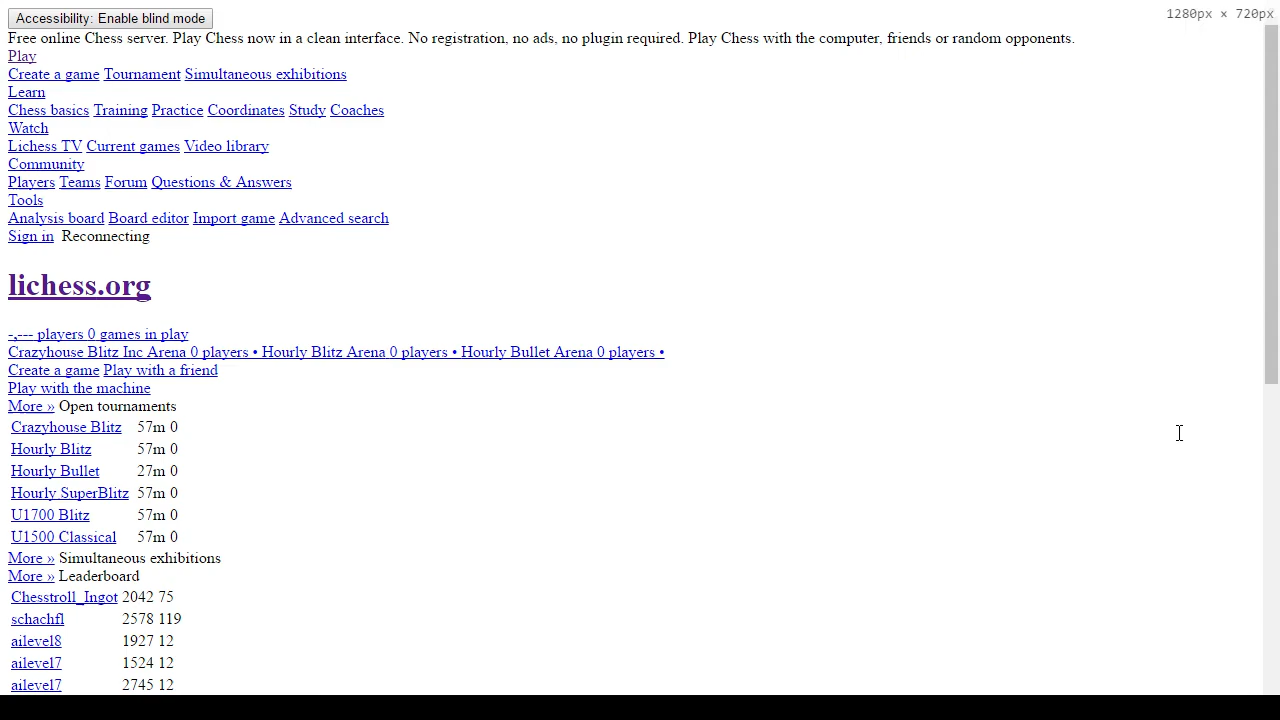 1280px × 720px
Accessibility: Enable blind mode
Free online Chess server. Play Chess now in a clean interface. No registration, no ads, no plugin required. Play Chess with the computer, friends or random opponents.
Play
Create a game Tournament Simultaneous exhibitions
Learn
Chess basics Training Practice Coordinates Study Coaches
Watch
Lichess TV Current games Video library
Community
Players Teams Forum Questions & Answers
Tools
Analysis board Board editor Import game Advanced search
Sign in Reconnecting
lichess.org
-,--- players 0 games in play
Crazyhouse Blitz Inc Arena 0 players • Hourly Blitz Arena 0 players • Hourly Bullet Arena 0 players •
Create a game Play with a friend
Play with the machine
More » Open tournaments
Crazyhouse Blitz 57m 0
Hourly Blitz 57m 0
Hourly Bullet 27m 0
Hourly SuperBlitz 57m 0
U1700 Blitz 57m 0
U1500 Classical 57m 0
More » Simultaneous exhibitions
More » Leaderboard
Chesstroll_Ingot 2042 75
schachfl 2578 119
ailevel8 1927 12
ailevel7 1524 12
ailevel7 2745 12